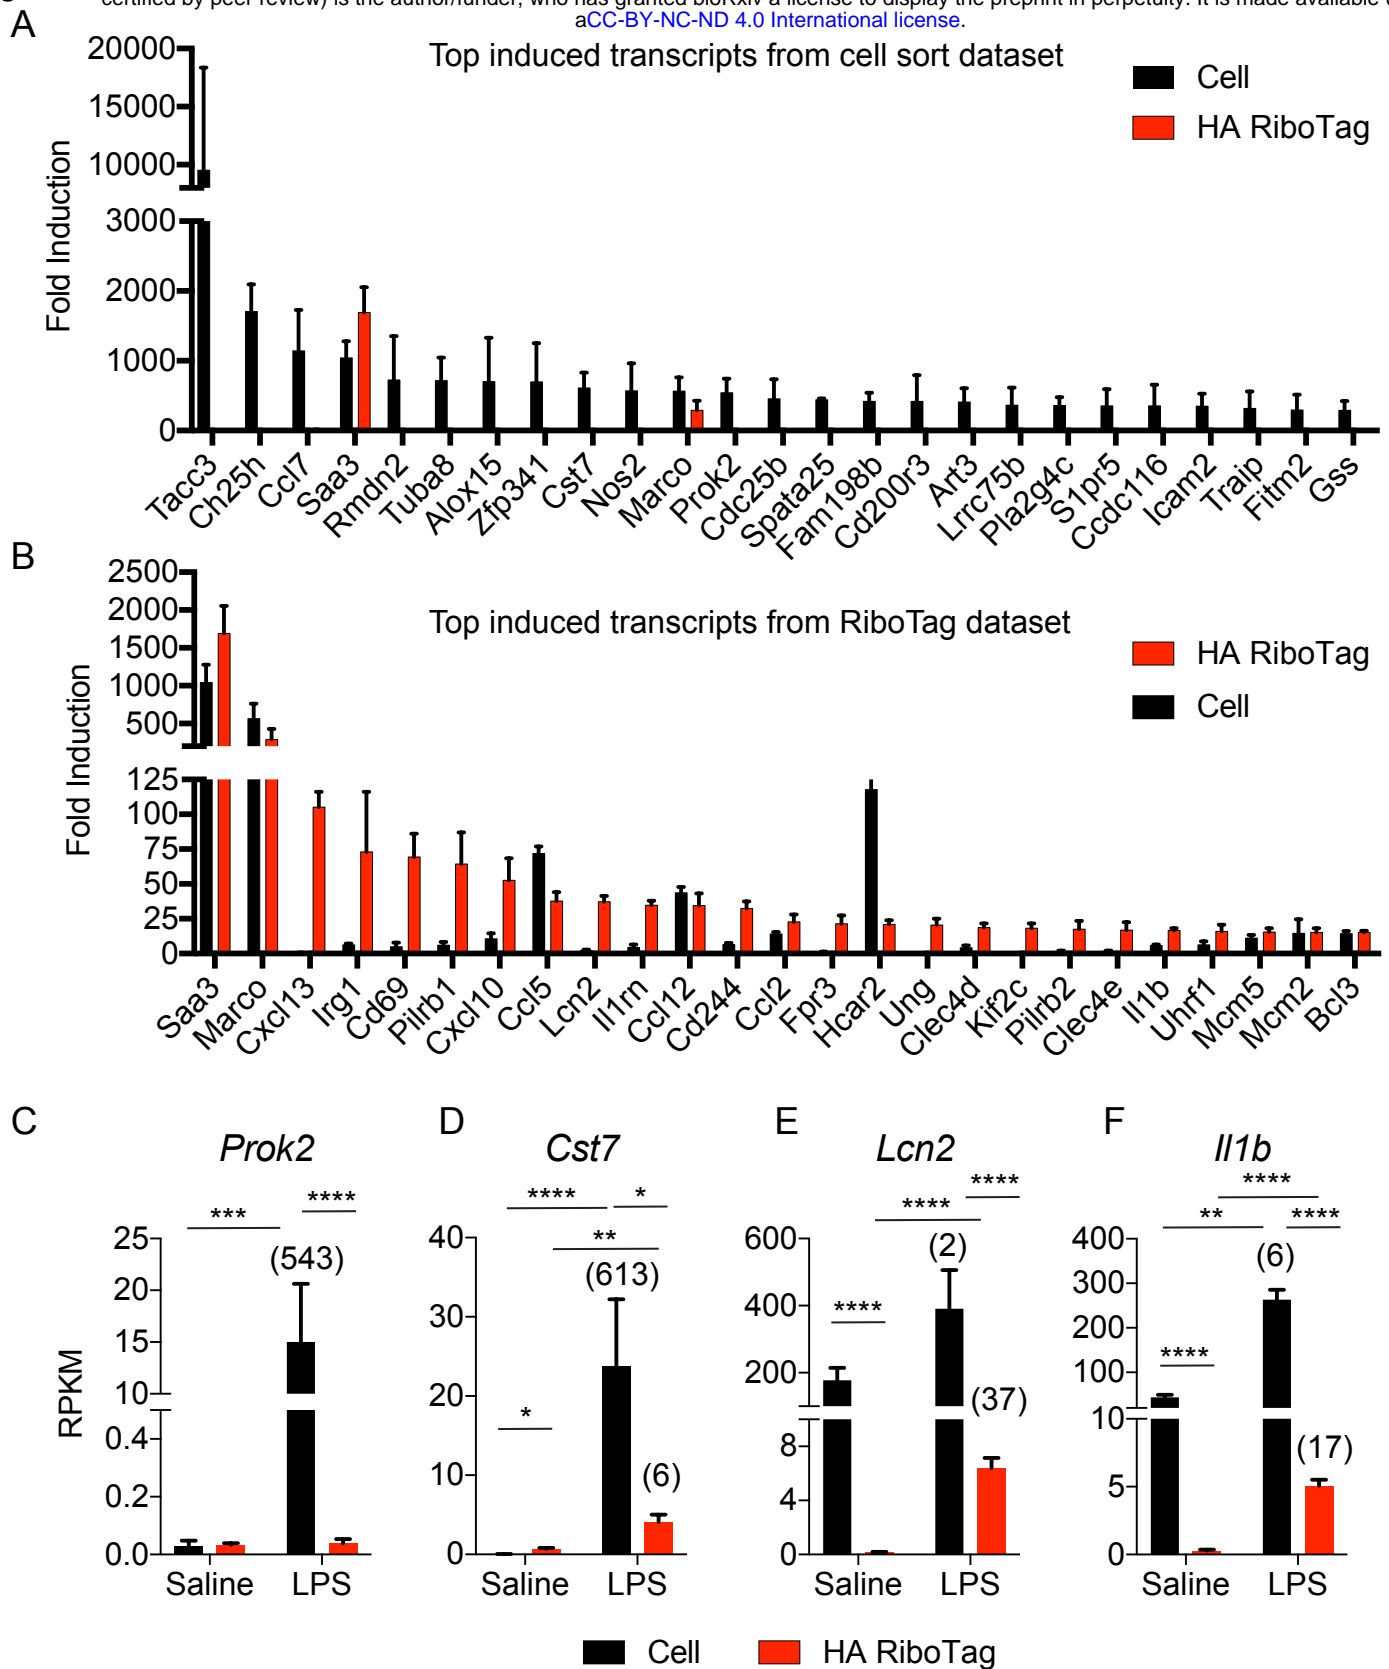 certified by peer review) is the author/funder, who has granted bioRxiv a license to display the preprint in perpetuity. It is made available
aCC-BY-NC-ND 4.0 International license.
A
Top induced transcripts from cell sort dataset
Cell
HA RiboTag
Fold Induction
20000
15000
10000
3000
2000
1000
0
Tacc3 Ch25h Ccl7 Saa3 Rmdn2 Tuba8 Alox15 Zfp341 Cst7 Nos2 Marco Prok2 Cdc25b Spata25 Fam198b Cd200r3 Art3 Lrrc75b Pla2g4c S1pr5 Ccdc116 Icam2 Traip Fitm2 Gss
B
Top induced transcripts from RiboTag dataset
HA RiboTag
Cell
Fold Induction
2500
2000
1500
1000
500
125
100
75
50
25
0
Saa3 Marco Cxcl13 Irg1 Cd69 Pilrb1 Cxcl10 Ccl5 Lcn2 Il1rn Ccl12 Cd244 Ccl2 Fpr3 Hcar2 Ung Clec4d Kif2c Pilrb2 Clec4e Il1b Uhrf1 Mcm5 Mcm2 Bcl3
C
Prok2
RPKM
****
***
(543)
25
20
15
10
0.4
0.2
0.0
Saline LPS
D
Cst7
**** *
**
(613)
*
(6)
40
30
20
10
0
Saline LPS
E
Lcn2
****
****
(2)
****
(37)
600
400
200
8
4
0
Saline LPS
F
Il1b
****
** ****
(6)
****
(17)
400
300
200
100
10
5
0
Saline LPS
Cell HA RiboTag